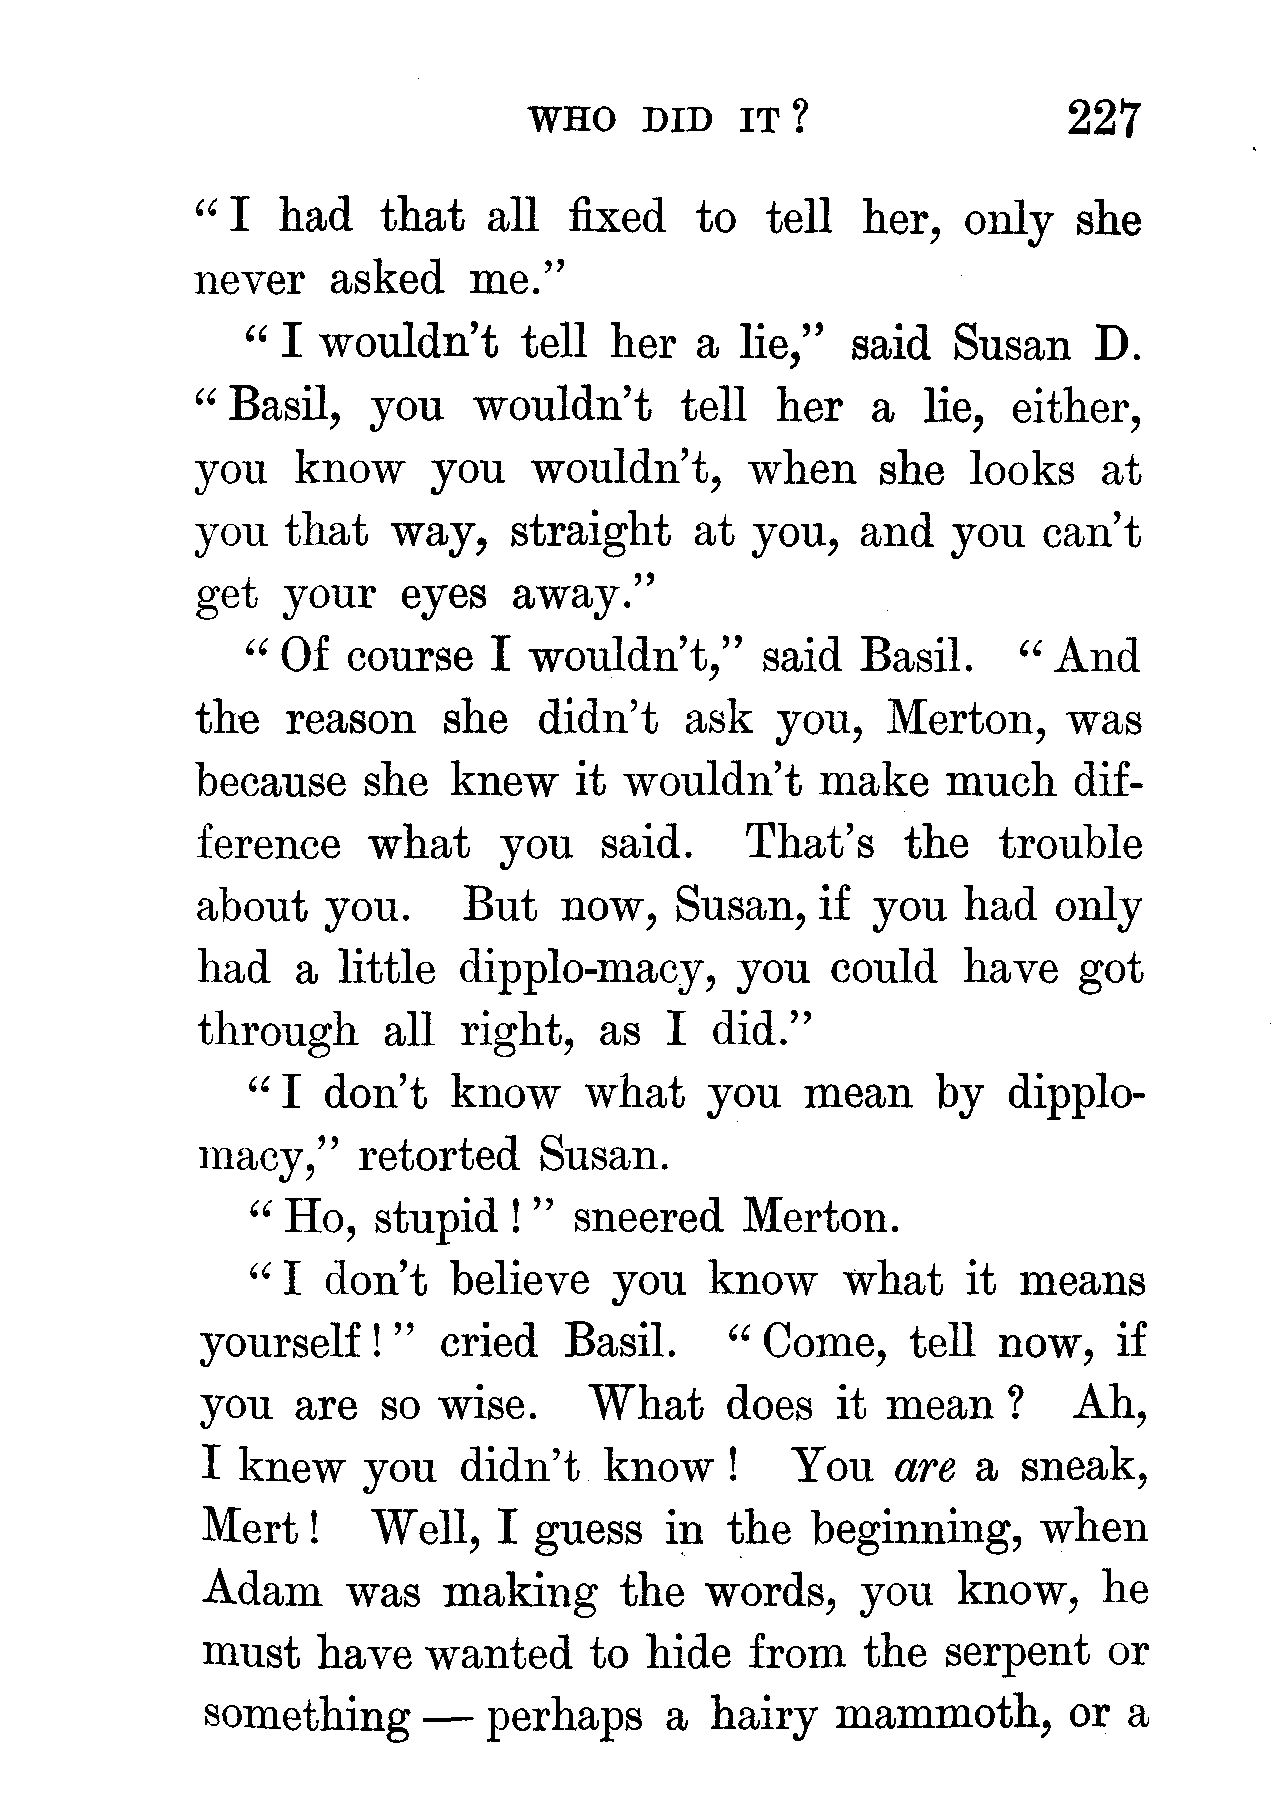 WHO DID IT? 227
“I had that all fixed to tell her, only she
never asked me.”
“I wouldn’t tell her a lie,” said Susan D.
“Basil, you wouldn’t tell her a lie, either,
you know you wouldn’t, when she looks at
you that way, straight at you, and you can’t
get your eyes away.”
“Of course I wouldn’t,” said Basil. “And
the reason she didn’t ask you, Merton, was
because she knew it wouldn’t make much dif-
ference what you said. That’s the trouble
about you. But now, Susan, if you had only
had a little dipplo-macy, you could have got
through all right, as I did.”
“I don’t know what you mean by dipplo-
macy,” retorted Susan.
“Ho, stupid!” sneered Merton.
“I don’t believe you know what it means
yourself!” cried Basil. “Come, tell now, if
you are so wise. What does it mean? Ah,
I knew you didn’t know! You are a sneak,
Mert! Well, I guess in the beginning, when
Adam was making the words, you know, he
must have wanted to hide from the serpent or
something — perhaps a hairy mammoth, or a